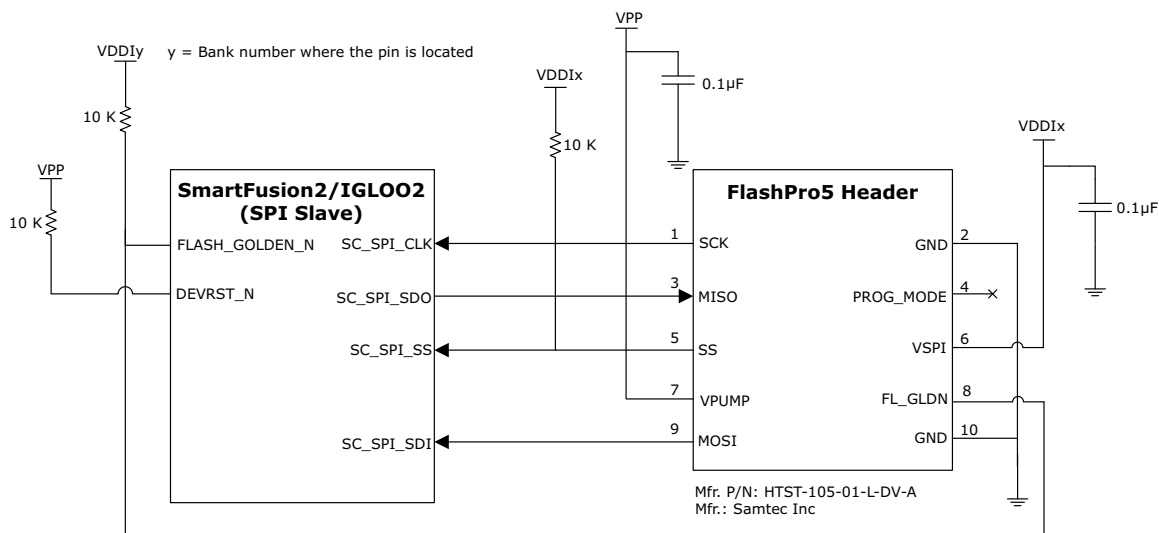 VPP
VDDIy
y = Bank number where the pin is located
VDDIx
0.1µF
10 K
10 K
VDDIx
VPP
SmartFusion2/IGLOO2
(SPI Slave)
FlashPro5 Header
10 K
0.1µF
FLASH_GOLDEN_N
SC_SPI_CLK
1
SCK
GND
2
DEVRST_N
SC_SPI_SDO
3
MISO
PROG_MODE
4
SC_SPI_SS
5
SS
VSPI
6
7
VPUMP
FL_GLDN
8
SC_SPI_SDI
9
MOSI
GND
10
Mfr. P/N: HTST-105-01-L-DV-A
Mfr.: Samtec Inc